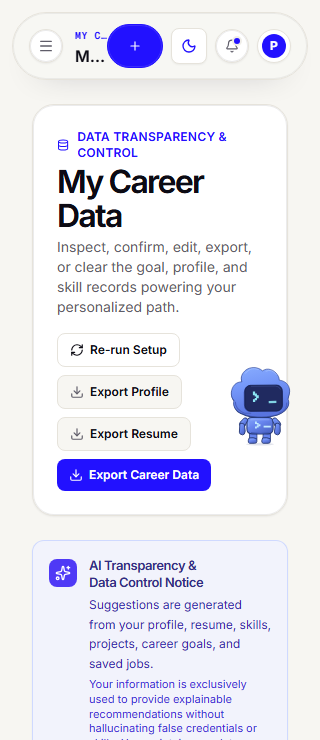 MY C…
M...
P
DATA TRANSPARENCY &
CONTROL
My Career
Data
Inspect, confirm, edit, export,
or clear the goal, profile, and
skill records powering your
personalized path.
Re-run Setup
Export Profile
Export Resume
Export Career Data
AI Transparency &
Data Control Notice
Suggestions are generated
from your profile, resume, skills,
projects, career goals, and
saved jobs.
Your information is exclusively
used to provide explainable
recommendations without
hallucinating false credentials or